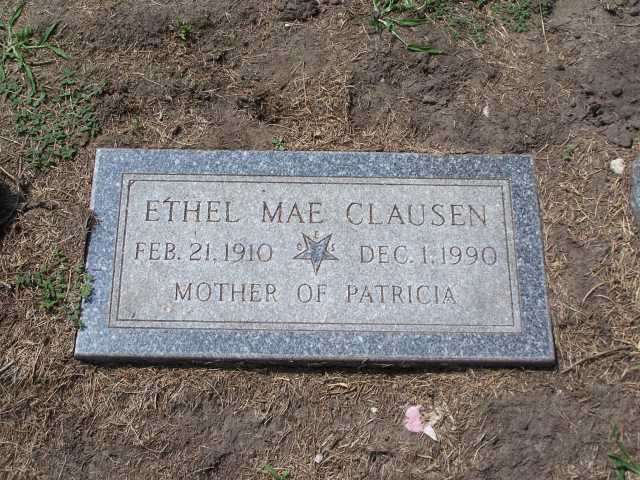 ETHEL MAE CLAUSEN
FEB. 21, 1910 DEC. 1, 1990
MOTHER OF PATRICIA